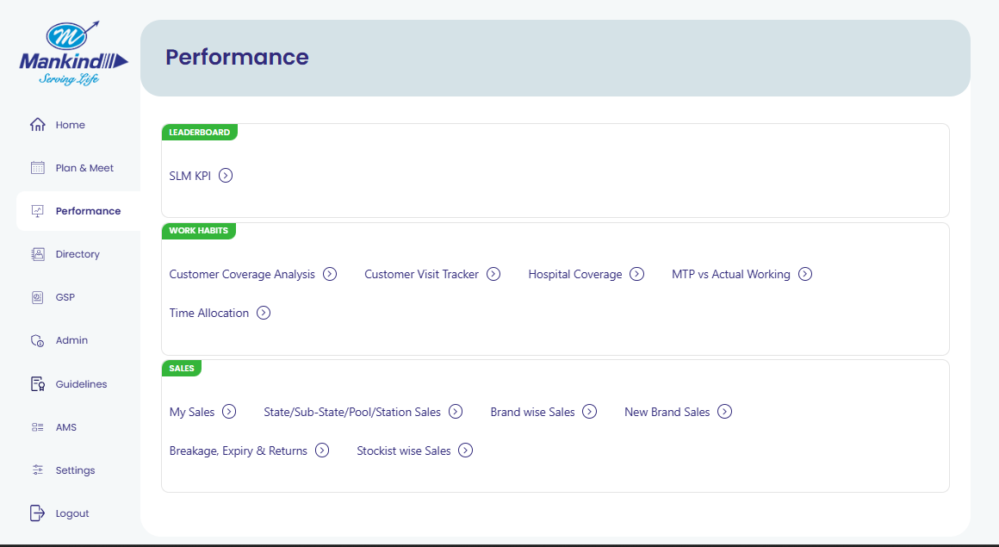 Mankind
Serving Life
Home
Plan & Meet
Performance
Directory
GSP
Admin
Guidelines
AMS
Settings
Logout
Performance
LEADERBOARD
SLM KPI
WORK HABITS
Customer Coverage Analysis Customer Visit Tracker Hospital Coverage MTP vs Actual Working
Time Allocation
SALES
My Sales State/Sub-State/Pool/Station Sales Brand wise Sales New Brand Sales
Breakage, Expiry & Returns Stockist wise Sales